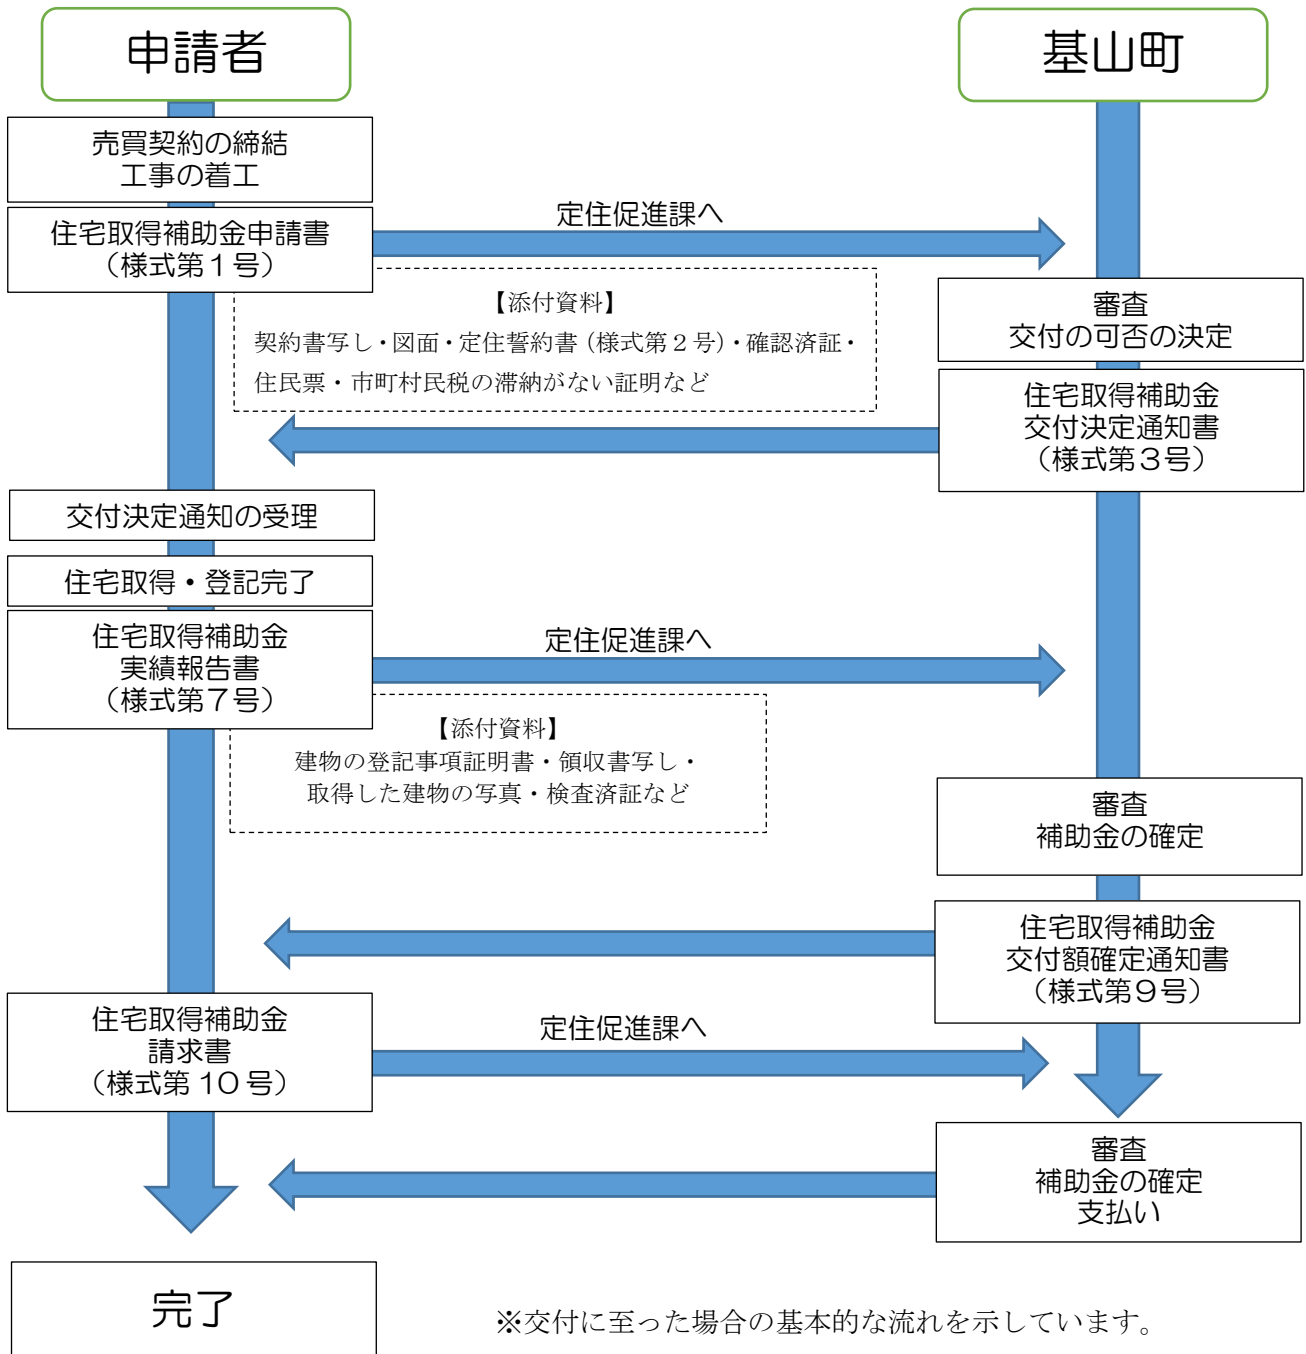 申請者
基山町
売買契約の締結
工事の着工
住宅取得補助金申請書
（様式第１号）
定住促進課へ
【添付資料】
契約書写し・図面・定住誓約書（様式第２号）・確認済証・
住民票・市町村民税の滞納がない証明など
審査
交付の可否の決定
住宅取得補助金
交付決定通知書
（様式第３号）
交付決定通知の受理
住宅取得・登記完了
住宅取得補助金
実績報告書
（様式第７号）
定住促進課へ
【添付資料】
建物の登記事項証明書・領収書写し・
取得した建物の写真・検査済証など
審査
補助金の確定
住宅取得補助金
交付額確定通知書
（様式第９号）
住宅取得補助金
請求書
（様式第 10 号）
定住促進課へ
審査
補助金の確定
支払い
完了
※交付に至った場合の基本的な流れを示しています。